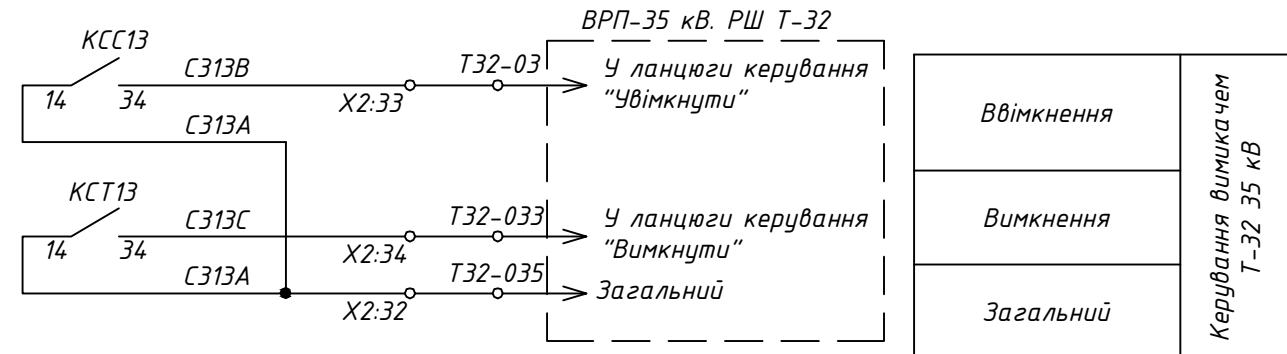 ВРП-35 кВ. РШ Т-32
КСС13
С313В
Т32-03
У ланцюги керування
"Увімкнути"
14
34
Х2:33
С313А
Ввімкнення
КСТ13
С313С
Т32-033
У ланцюги керування
"Вимкнути"
14
34
Х2:34
Вимкнення
С313А
Т32-035
Загальний
Х2:32
Загальний
Керування вимикачем
Т-32 35 кВ